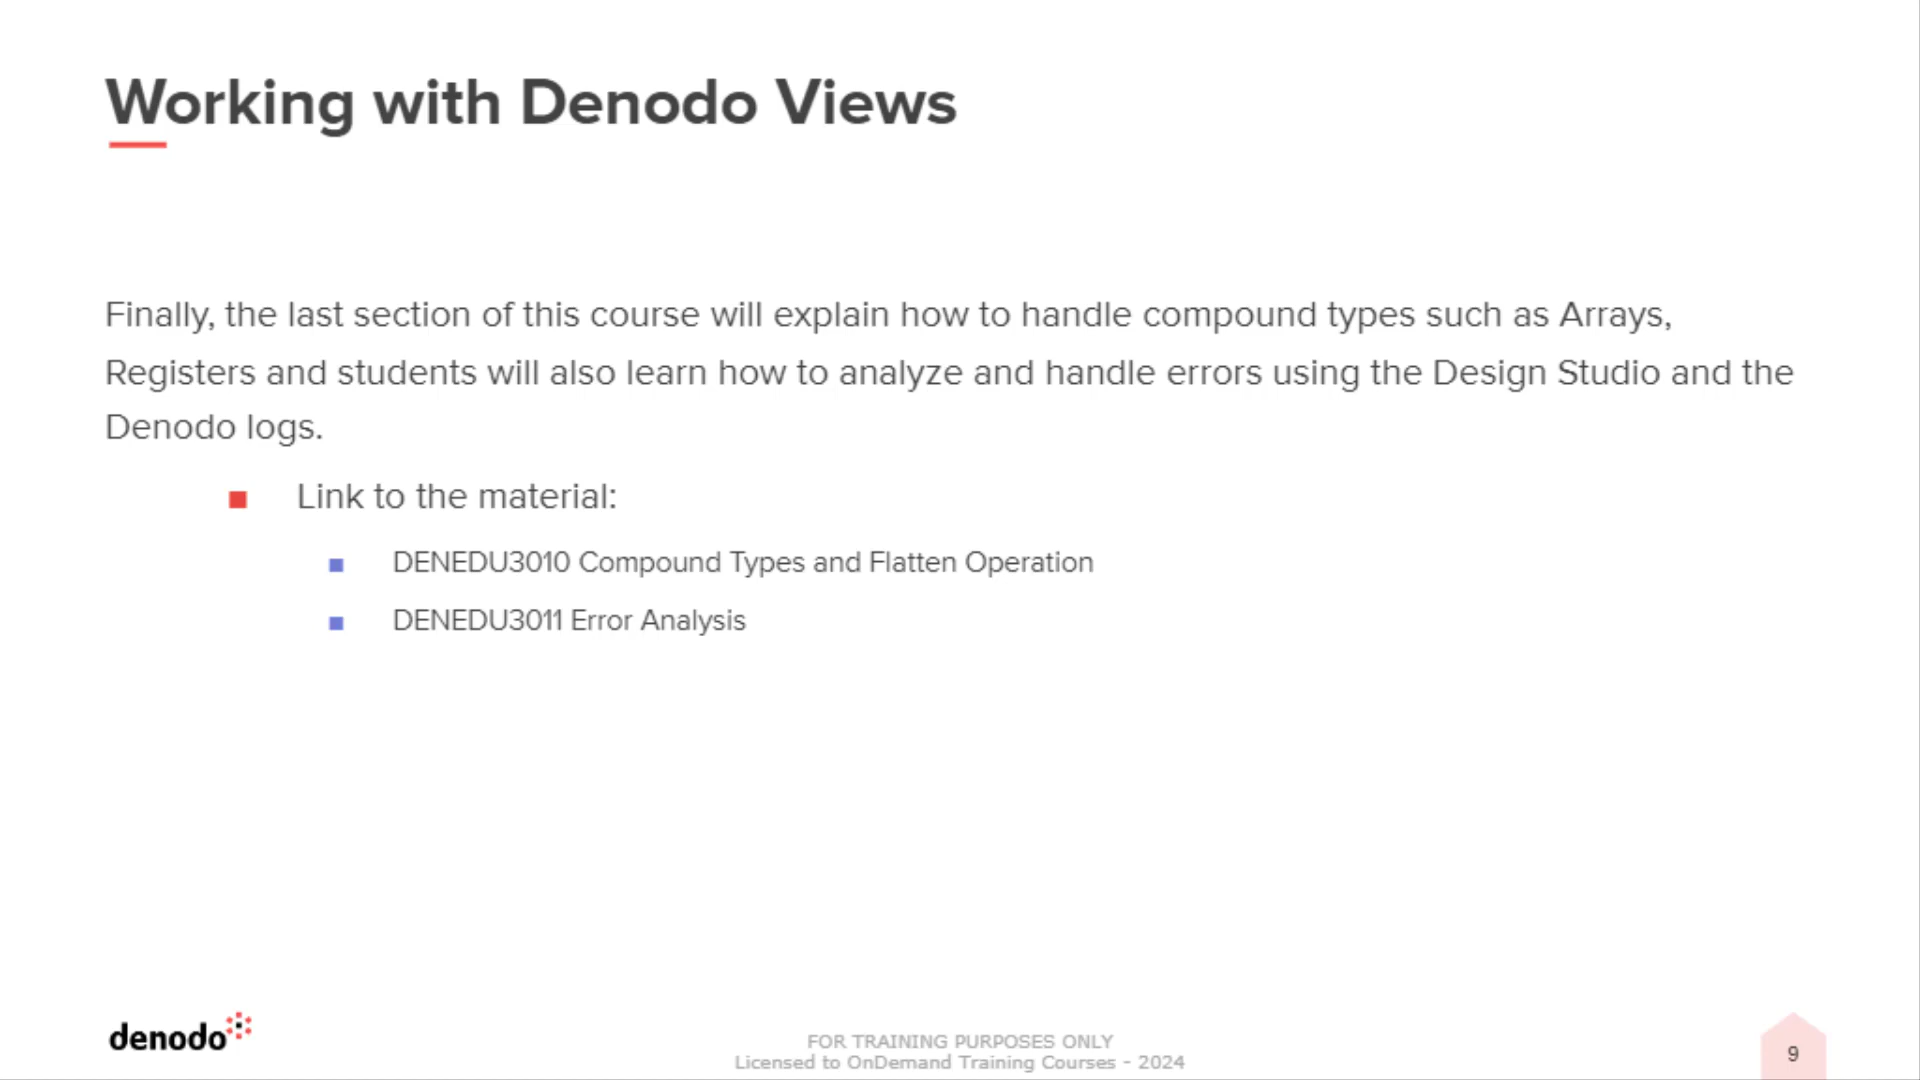 Working with Denodo Views
Finally, the last section of this course will explain how to handle compound types such as Arrays,
Registers and students will also learn how to analyze and handle errors using the Design Studio and the
Denodo logs.
Link to the material:
DENEDU3010 Compound Types and Flatten Operation
DENEDU3011 Error Analysis
denodo
FOR TRAINING PURPOSES ONLY
Licensed to OnDemand Training Courses - 2024
9